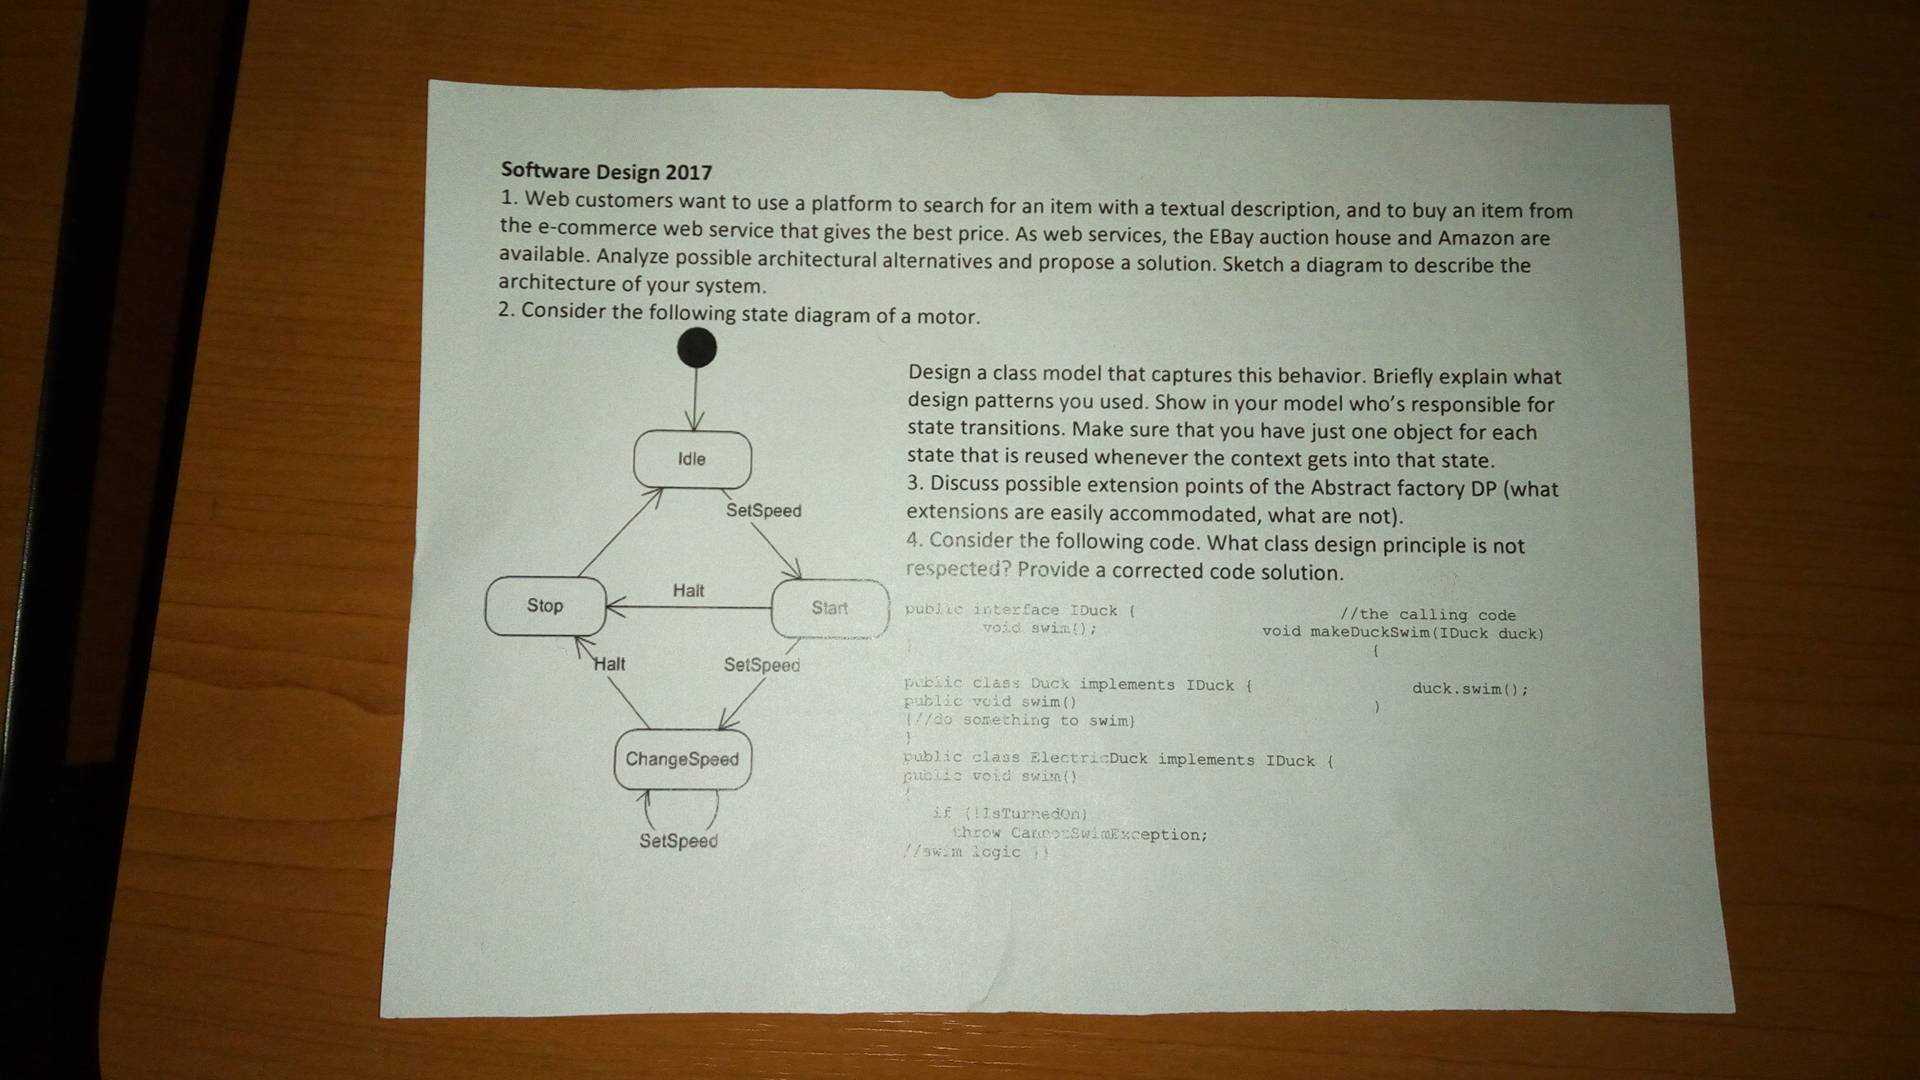 Software Design 2017
1. Web customers want to use a platform to search for an item with a textual description, and to buy an item from
the e-commerce web service that gives the best price. As web services, the EBay auction house and Amazon are
available. Analyze possible architectural alternatives and propose a solution. Sketch a diagram to describe the
architecture of your system.
2. Consider the following state diagram of a motor.
Idle
SetSpeed
Halt
Stop
Start
Halt
SetSpeed
ChangeSpeed
SetSpeed
Design a class model that captures this behavior. Briefly explain what
design patterns you used. Show in your model who's responsible for
state transitions. Make sure that you have just one object for each
state that is reused whenever the context gets into that state.
3. Discuss possible extension points of the Abstract factory DP (what
extensions are easily accommodated, what are not).
4. Consider the following code. What class design principle is not
respected? Provide a corrected code solution.
public interface IDuck {
void swim();
}
public class Duck implements IDuck {
public void swim()
{//do something to swim}
}
public class ElectricDuck implements IDuck {
public void swim()
{
if (!IsTurnedOn)
throw CannotSwimException;
//swim logic }}
//the calling code
void makeDuckSwim(IDuck duck)
{
duck.swim();
}